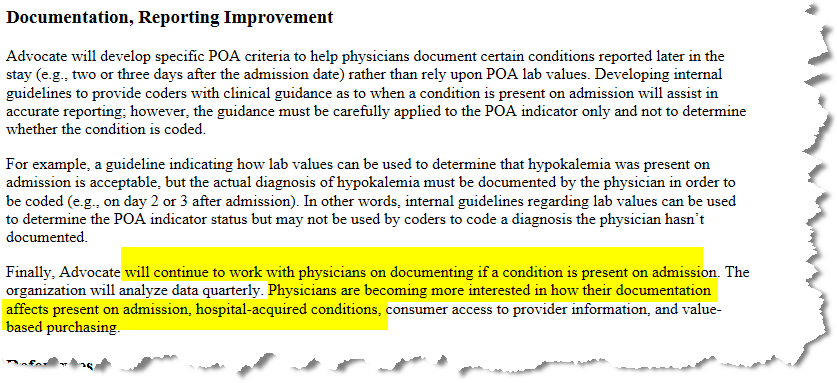 Documentation, Reporting Improvement
Advocate will develop specific POA criteria to help physicians document certain conditions reported later in the
stay (e.g., two or three days after the admission date) rather than rely upon POA lab values. Developing internal
guidelines to provide coders with clinical guidance as to when a condition is present on admission will assist in
accurate reporting; however, the guidance must be carefully applied to the POA indicator only and not to determine
whether the condition is coded.
For example, a guideline indicating how lab values can be used to determine that hypokalemia was present on
admission is acceptable, but the actual diagnosis of hypokalemia must be documented by the physician in order to
be coded (e.g., on day 2 or 3 after admission). In other words, internal guidelines regarding lab values can be used
to determine the POA indicator status but may not be used by coders to code a diagnosis the physician hasn't
documented.
Finally, Advocate will continue to work with physicians on documenting if a condition is present on admission. The
organization will analyze data quarterly. Physicians are becoming more interested in how their documentation
affects present on admission, hospital-acquired conditions, consumer access to provider information, and value-
based purchasing.